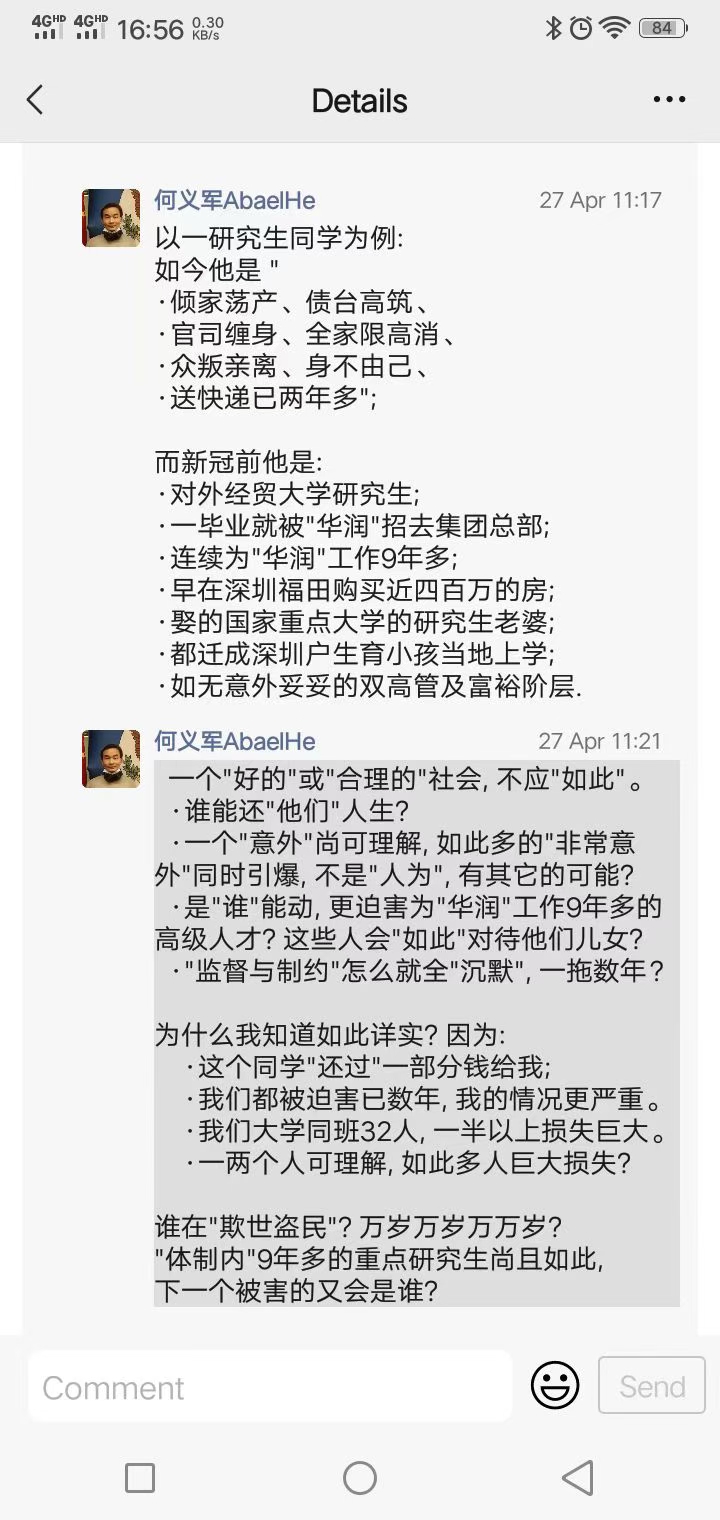 4GHD 4GHD 16:56 0.30 KB/s 84
Details
何义军AbaelHe 27 Apr 11:17
以一研究生同学为例:
如今他是 "
·倾家荡产、债台高筑、
·官司缠身、全家限高消、
·众叛亲离、身不由己、
·送快递已两年多";
而新冠前他是:
·对外经贸大学研究生;
·一毕业就被"华润"招去集团总部;
·连续为"华润"工作9年多;
·早在深圳福田购买近四百万的房;
·娶的国家重点大学的研究生老婆;
·都迁成深圳户生育小孩当地上学;
·如无意外妥妥的双高管及富裕阶层.
何义军AbaelHe 27 Apr 11:21
一个"好的"或"合理的"社会, 不应"如此"。
·谁能还"他们"人生?
·一个"意外"尚可理解, 如此多的"非常意
外"同时引爆, 不是"人为", 有其它的可能?
·是"谁"能动, 更迫害为"华润"工作9年多的
高级人才? 这些人会"如此"对待他们儿女?
·"监督与制约"怎么就全"沉默", 一拖数年?
为什么我知道如此详实? 因为:
·这个同学"还过"一部分钱给我;
·我们都被迫害已数年, 我的情况更严重。
·我们大学同班32人, 一半以上损失巨大。
·一两个人可理解, 如此多人巨大损失?
谁在"欺世盗民"? 万岁万岁万万岁?
"体制内"9年多的重点研究生尚且如此,
下一个被害的又会是谁?
Comment
Send